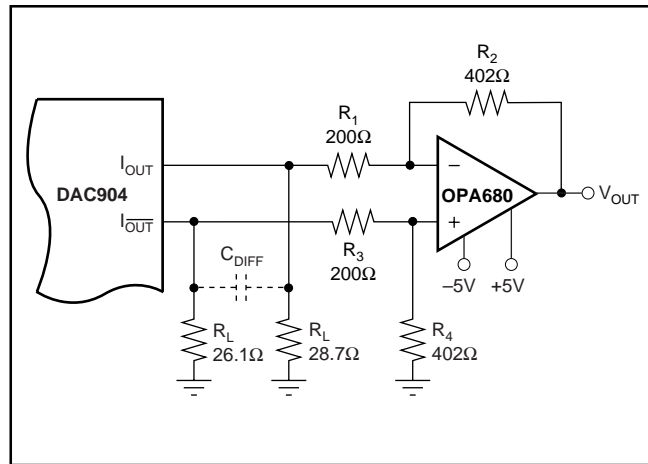 R2
402Ω
R1
200Ω
IOUT
DAC904
OPA680
VOUT
IOUT
–
+
R3
200Ω
CDIFF
–5V +5V
RL
26.1Ω
RL
28.7Ω
R4
402Ω